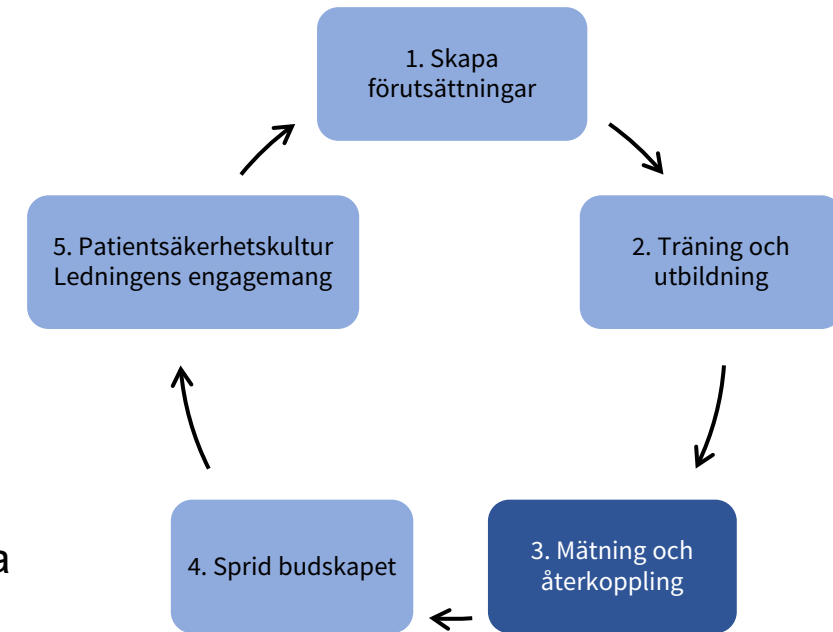 1. Skapa
förutsättningar
2. Träning och
utbildning
3. Mätning och
återkoppling
4. Sprid budskapet
5. Patientsäkerhetskultur
Ledningens engagemang
a